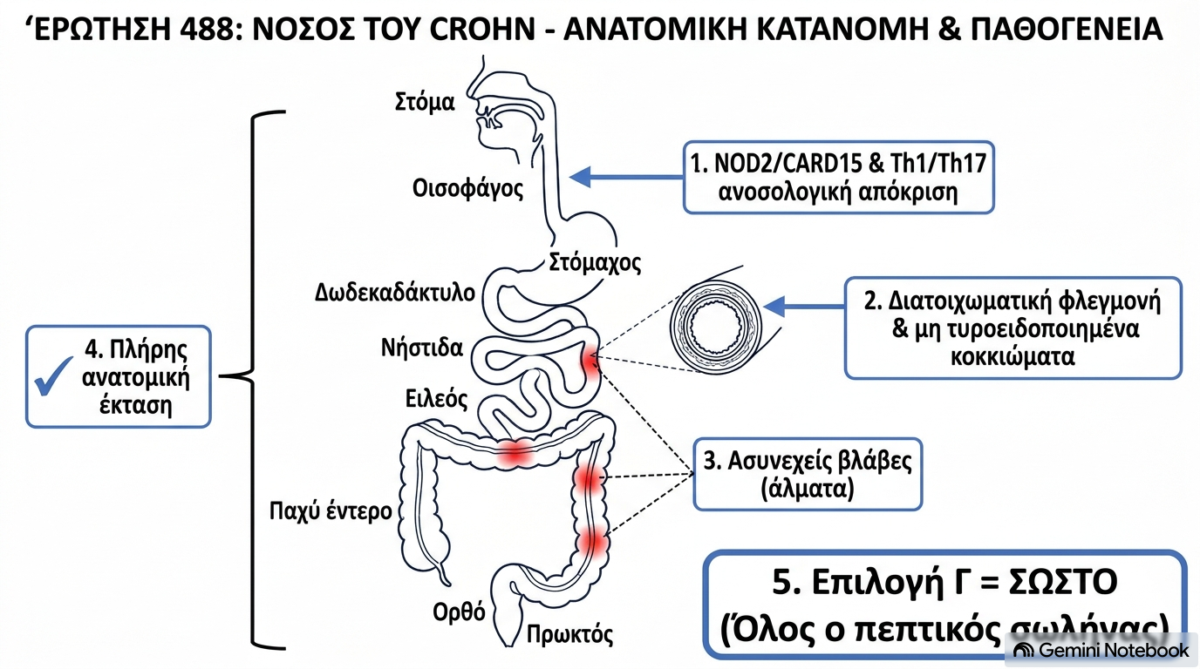 ‘ΕΡΩΤΗΣΗ 488: ΝΟΣΟΣ ΤΟΥ CROHN - ΑΝΑΤΟΜΙΚΗ ΚΑΤΑΝΟΜΗ & ΠΑΘΟΓΕΝΕΙΑ
Στόμα
Οισοφάγος
1. NOD2/CARD15 & Th1/Th17
ανοσολογική απόκριση
Στόμαχος
Δωδεκαδάκτυλο
2. Διατοιχωματική φλεγμονή
& μη τυροειδοποιημένα
κοκκιώματα
Νήστιδα
4. Πλήρης
ανατομική
έκταση
Ειλεός
3. Ασυνεχείς βλάβες
(άλματα)
Παχύ έντερο
Ορθό
Πρωκτός
5. Επιλογή Γ = ΣΩΣΤΟ
(Όλος ο πεπτικός σωλήνας)
Gemini Notebook